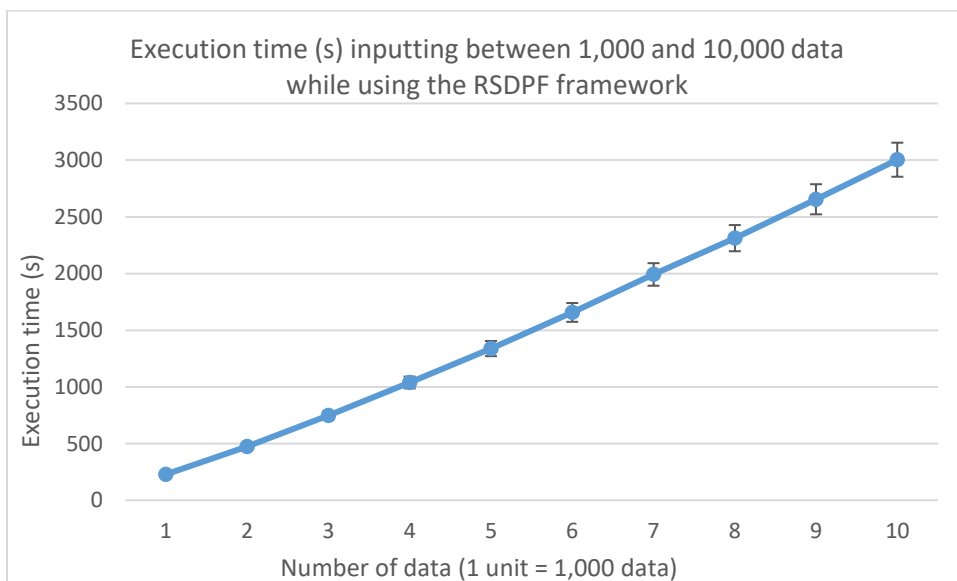 Execution time (s) inputting between 1,000 and 10,000 data
while using the RSDPF framework
3500
3000
2500
2000
1500
1000
500
0
Execution time (s)
1 2 3 4 5 6 7 8 9 10
Number of data (1 unit = 1,000 data)